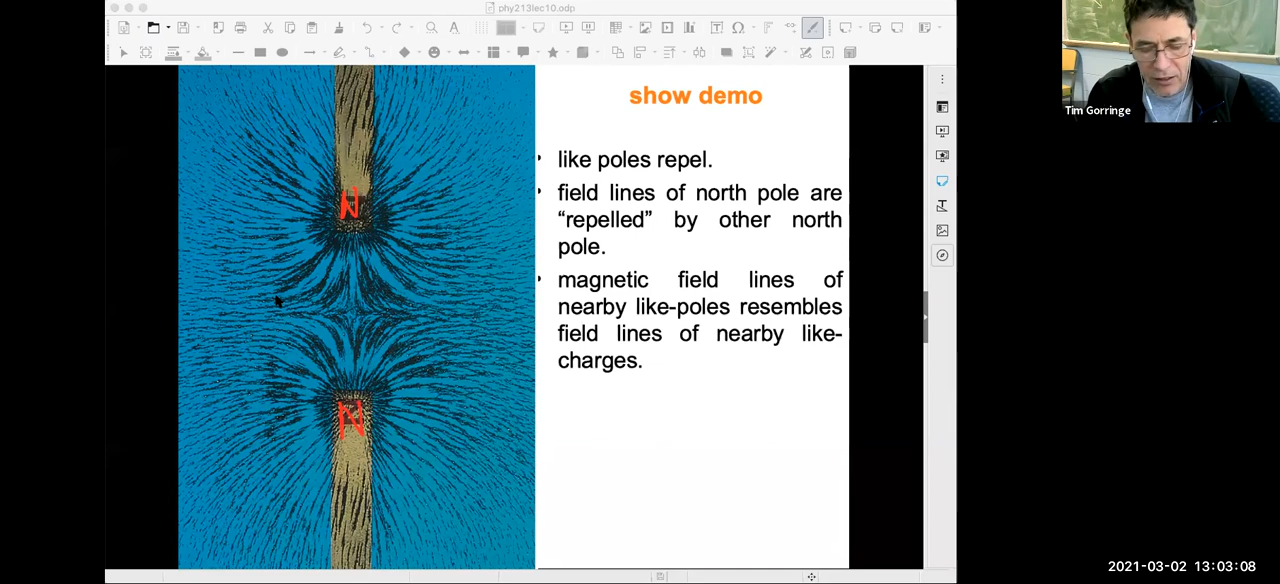 phy213lec10.odp
N
N
show demo
• like poles repel.
• field lines of north pole are
“repelled” by other north
pole.
• magnetic field lines of
nearby like-poles resembles
field lines of nearby like-
charges.
Tim Gorringe
2021-03-02 13:03:08